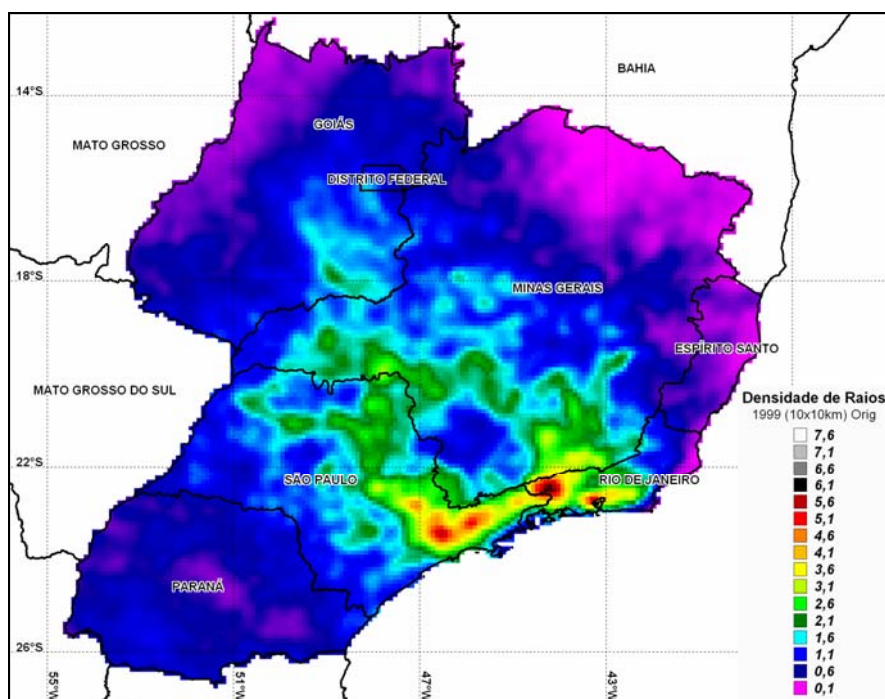 14°S
BAHIA
GOIÁS
MATO GROSSO
DISTRITO FEDERAL
18°S
MINAS GERAIS
ESPÍRITO SANTO
MATO GROSSO DO SUL
Densidade de Raios
1999 (10x10km) Orig
7,6
7,1
6,6
6,1
5,6
5,1
4,6
4,1
3,6
3,1
2,6
2,1
1,6
1,1
0,6
0,1
22°S
SÃO PAULO
RIO DE JANEIRO
PARANÁ
26°S
55°W
51°W
47°W
43°W